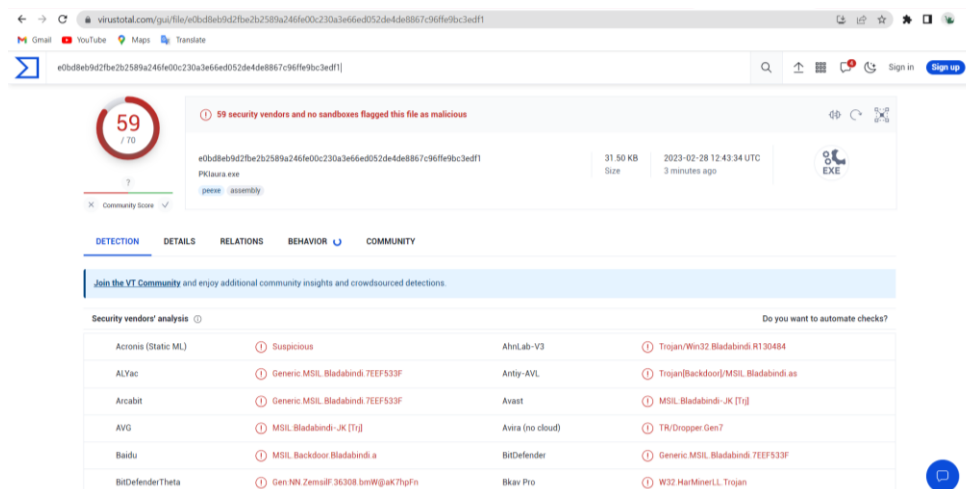 virustotal.com/gui/file/e0bd8eb9d2fbe2b2589a246fe00c230a3e66ed052de4de8867c96ffe9bc3edf1
Gmail YouTube Maps Translate
e0bd8eb9d2fbe2b2589a246fe00c230a3e66ed052de4de8867c96ffe9bc3edf1 4 Sign in Sign up
59
/ 70
?
Community Score
59 security vendors and no sandboxes flagged this file as malicious
e0bd8eb9d2fbe2b2589a246fe00c230a3e66ed052de4de8867c96ffe9bc3edf1
PKlaura.exe
peexe assembly
31.50 KB
Size
2023-02-28 12:43:34 UTC
3 minutes ago
EXE
DETECTION DETAILS RELATIONS BEHAVIOR COMMUNITY
Join the VT Community and enjoy additional community insights and crowdsourced detections.
Security vendors' analysis Do you want to automate checks?
Acronis (Static ML) Suspicious AhnLab-V3 Trojan/Win32.Bladabindi.R130484
ALYac Generic.MSIL.Bladabindi.7EEF533F Antiy-AVL Trojan[Backdoor]/MSIL.Bladabindi.as
Arcabit Generic.MSIL.Bladabindi.7EEF533F Avast MSIL:Bladabindi-JK [Trj]
AVG MSIL:Bladabindi-JK [Trj] Avira (no cloud) TR/Dropper.Gen7
Baidu MSIL.Backdoor.Bladabindi.a BitDefender Generic.MSIL.Bladabindi.7EEF533F
BitDefenderTheta Gen:NN.ZemsilF.36308.bmW@aK7hpFn Bkav Pro W32.HarMinerLL.Trojan